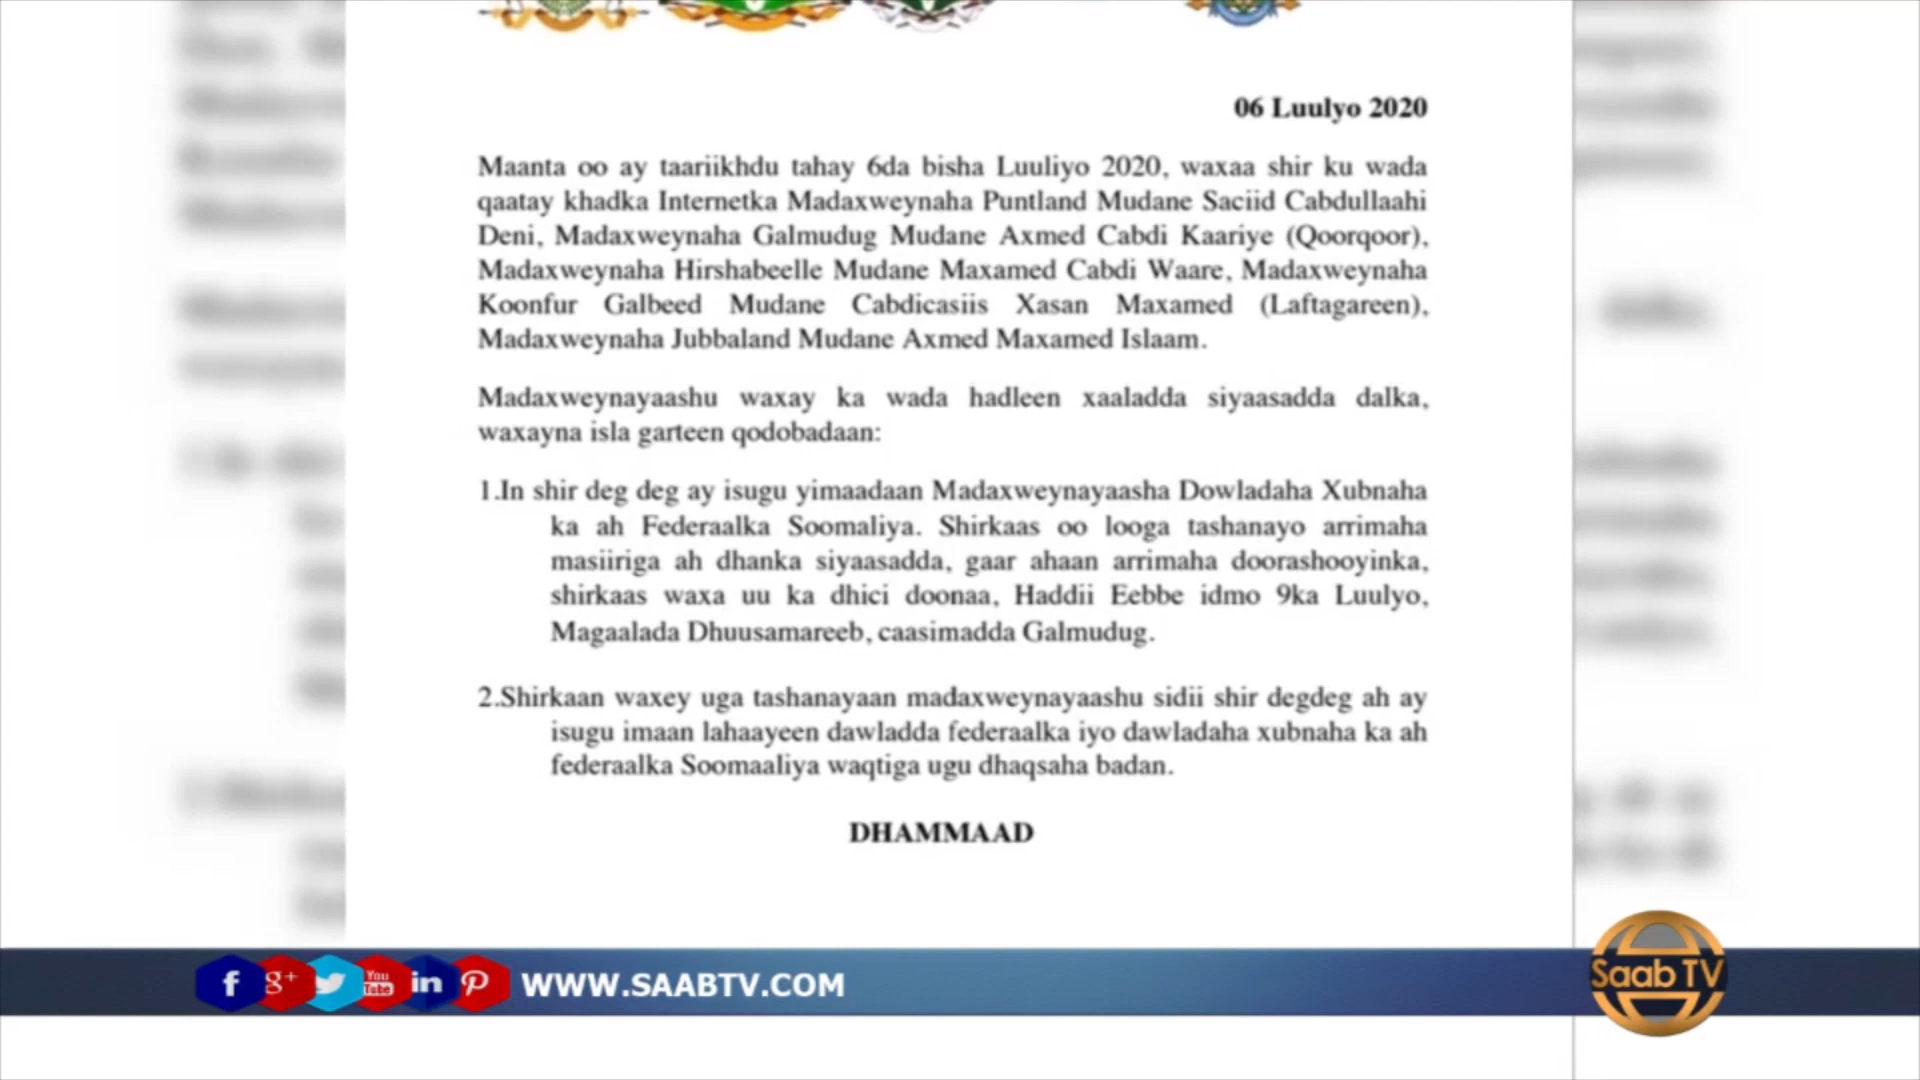 06 Luulyo 2020
Maanta oo ay taariikhdu tahay 6da bisha Luuliyo 2020, waxaa shir ku wada
qaatay khadka Internetka Madaxweynaha Puntland Mudane Saciid Cabdullaahi
Deni, Madaxweynaha Galmudug Mudane Axmed Cabdi Kaariye (Qoorqoor),
Madaxweynaha Hirshabeelle Mudane Maxamed Cabdi Waare, Madaxweynaha
Koonfur Galbeed Mudane Cabdicasiis Xasan Maxamed (Laftagareen),
Madaxweynaha Jubbaland Mudane Axmed Maxamed Islaam.
Madaxweynayaashu waxay ka wada hadleen xaaladda siyaasadda dalka,
waxayna isla garteen qodobadaan:
1.In shir deg deg ay isugu yimaadaan Madaxweynayaasha Dowladaha Xubnaha
ka ah Federaalka Soomaliya. Shirkaas oo looga tashanayo arrimaha
masiiriga ah dhanka siyaasadda, gaar ahaan arrimaha doorashooyinka,
shirkaas waxa uu ka dhici doonaa, Haddii Eebbe idmo 9ka Luulyo,
Magaalada Dhuusamareeb, caasimadda Galmudug.
2.Shirkaan waxey uga tashanayaan madaxweynayaashu sidii shir degdeg ah ay
isugu imaan lahaayeen dawladda federaalka iyo dawladaha xubnaha ka ah
federaalka Soomaaliya waqtiga ugu dhaqsaha badan.
DHAMMAAD
f g+ You Tube in WWW.SAABTV.COM
Saab TV